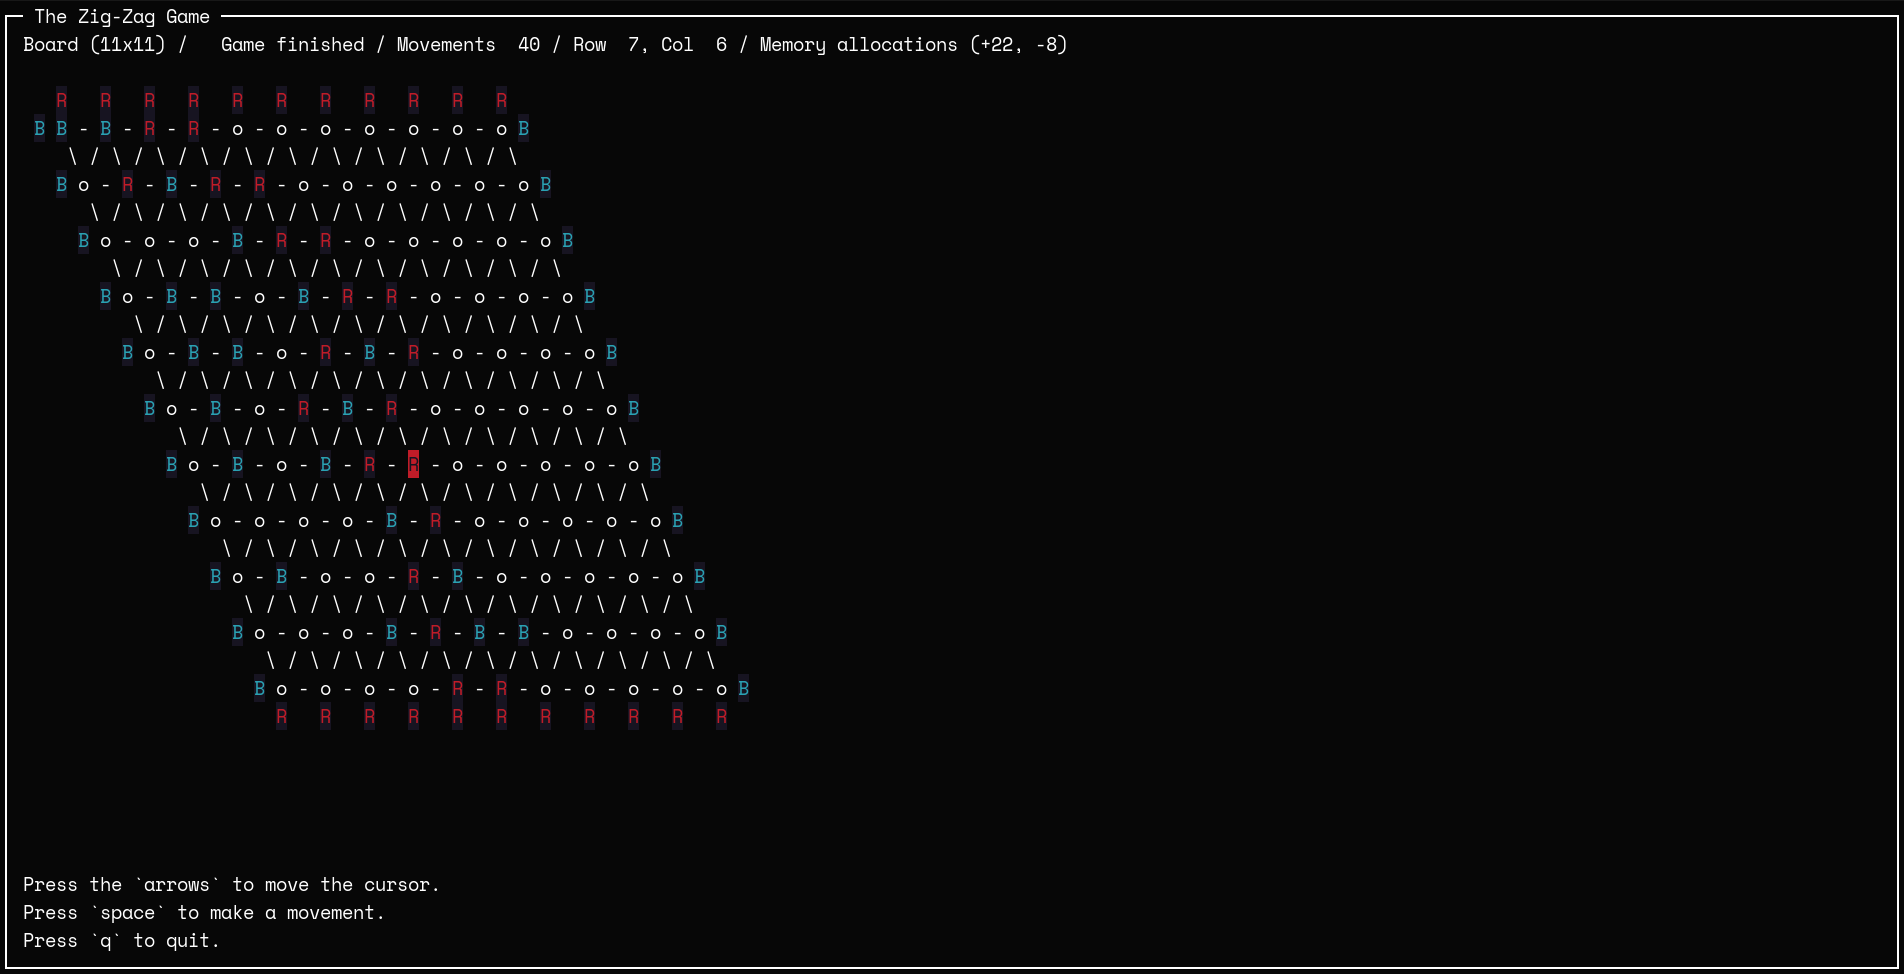 The Zig-Zag Game
Board (11x11) /   Game finished / Movements  40 / Row  7, Col  6 / Memory allocations (+22, -8)
R   R   R   R   R   R   R   R   R   R   R
B B - B - R - R - o - o - o - o - o - o - o B
\ / \ / \ / \ / \ / \ / \ / \ / \ / \ / \
B o - R - B - R - R - o - o - o - o - o - o B
\ / \ / \ / \ / \ / \ / \ / \ / \ / \ / \
B o - o - o - B - R - R - o - o - o - o - o B
\ / \ / \ / \ / \ / \ / \ / \ / \ / \ / \
B o - B - B - o - B - R - R - o - o - o - o B
\ / \ / \ / \ / \ / \ / \ / \ / \ / \ / \
B o - B - B - o - R - B - R - o - o - o - o B
\ / \ / \ / \ / \ / \ / \ / \ / \ / \ / \
B o - B - o - R - B - R - o - o - o - o - o B
\ / \ / \ / \ / \ / \ / \ / \ / \ / \ / \
B o - B - o - B - R - R - o - o - o - o - o B
\ / \ / \ / \ / \ / \ / \ / \ / \ / \ / \
B o - o - o - o - B - R - o - o - o - o - o B
\ / \ / \ / \ / \ / \ / \ / \ / \ / \ / \
B o - B - o - o - R - B - o - o - o - o - o B
\ / \ / \ / \ / \ / \ / \ / \ / \ / \ / \
B o - o - o - B - R - B - B - o - o - o - o B
\ / \ / \ / \ / \ / \ / \ / \ / \ / \ / \
B o - o - o - o - R - R - o - o - o - o - o B
R   R   R   R   R   R   R   R   R   R   R
Press the `arrows` to move the cursor.
Press `space` to make a movement.
Press `q` to quit.